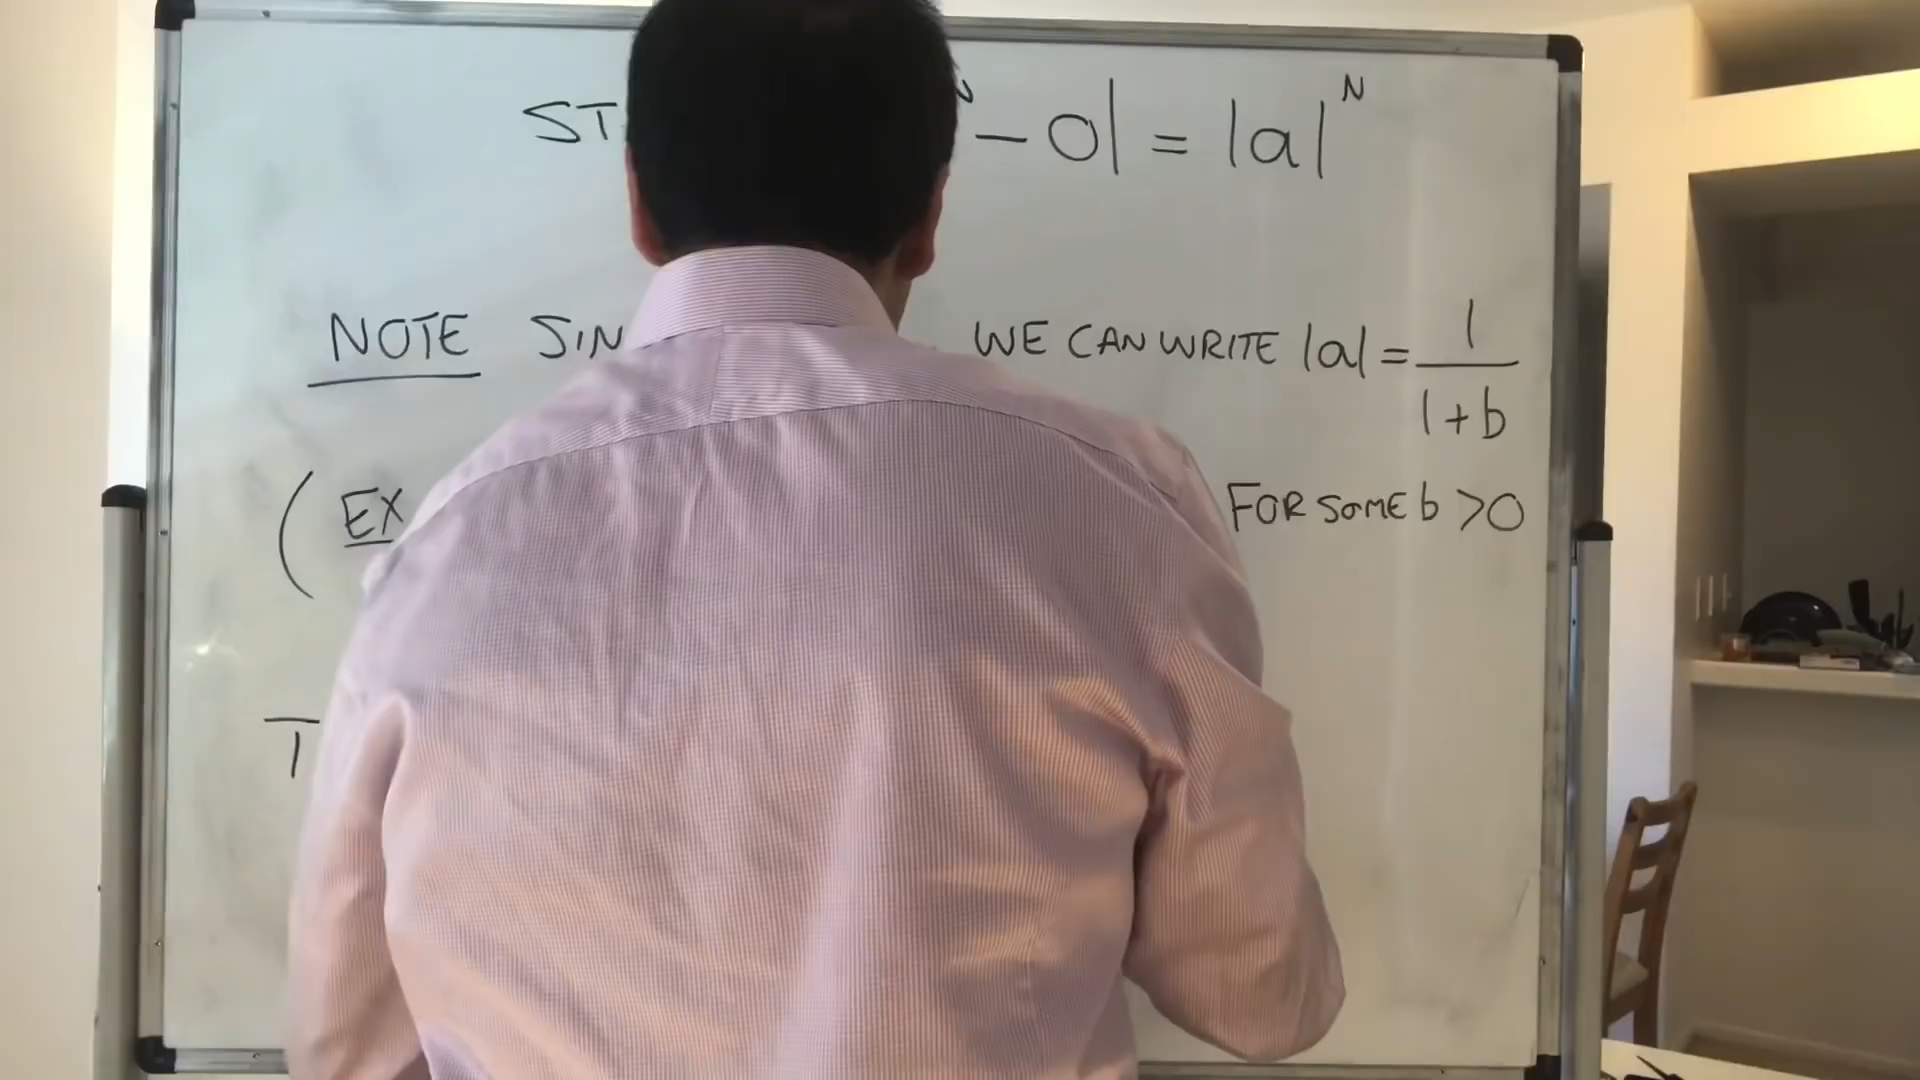 ST - 0| = |a|^N
NOTE SIN WE CAN WRITE |a| = 1/(1+b)
( EX FOR SOME b > 0
T